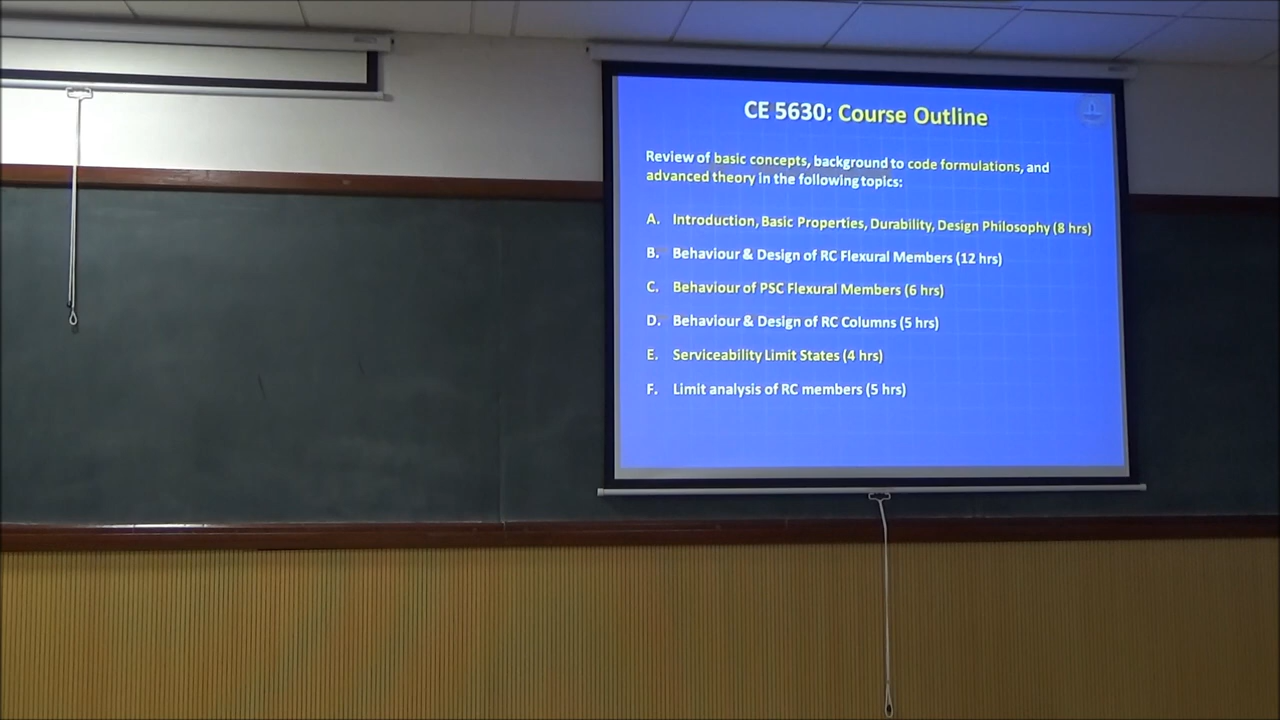 CE 5630: Course Outline
Review of basic concepts, background to code formulations, and
advanced theory in the following topics:
A. Introduction, Basic Properties, Durability, Design Philosophy (8 hrs)
B. Behaviour & Design of RC Flexural Members (12 hrs)
C. Behaviour of PSC Flexural Members (6 hrs)
D. Behaviour & Design of RC Columns (5 hrs)
E. Serviceability Limit States (4 hrs)
F. Limit analysis of RC members (5 hrs)